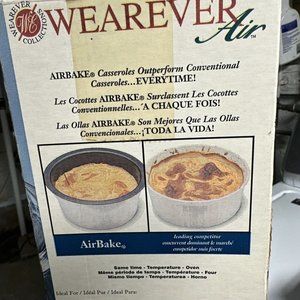 WEAREVER
COLLECTIONS
WEAREVER
Air™
AIRBAKE® Casseroles Outperform Conventional
Casseroles...EVERYTIME!
Les Cocottes AIRBAKE® Surclassent Les Cocottes
Conventionnelles...'A CHAQUE FOIS!
Las Ollas AIRBAKE® Son Mejores Que Las Ollas
Convencionales...¡TODA LA VIDA!
AirBake®
leading competitor
concurrent dominant le marché
competidor más fuerte
Same time - Temperature - Oven
Même période de temps - Température - Four
Mismo tiempo - Temperatura - Horno
Ideal For / Idéal Pour / Ideal Para: